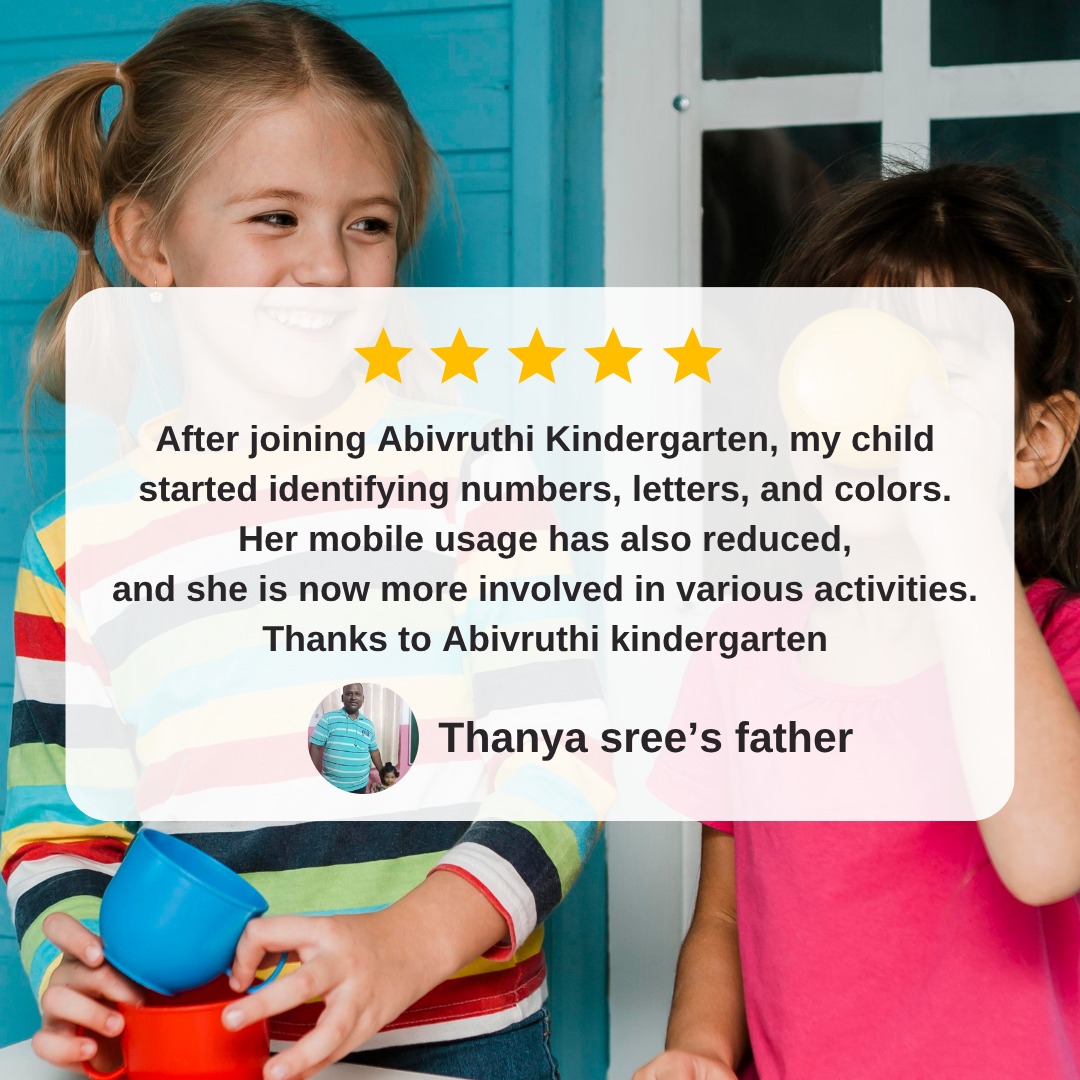 After joining Abivruthi Kindergarten, my child
started identifying numbers, letters, and colors.
Her mobile usage has also reduced,
and she is now more involved in various activities.
Thanks to Abivruthi kindergarten
Thanya sree’s father